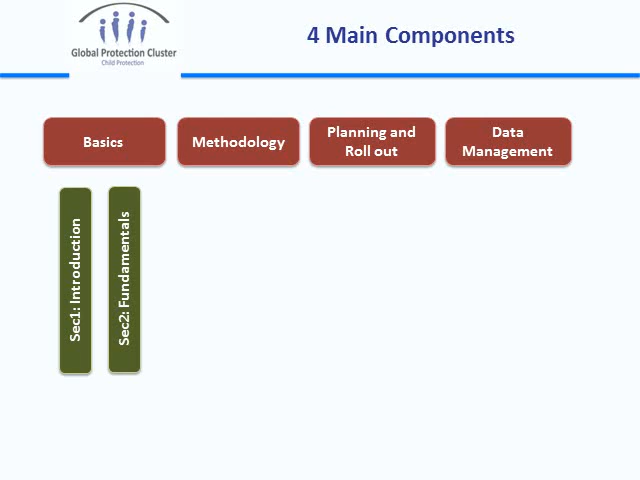 Global Protection Cluster
Child Protection
4 Main Components
Basics
Methodology
Planning and
Roll out
Data
Management
Sec1: Introduction
Sec2: Fundamentals